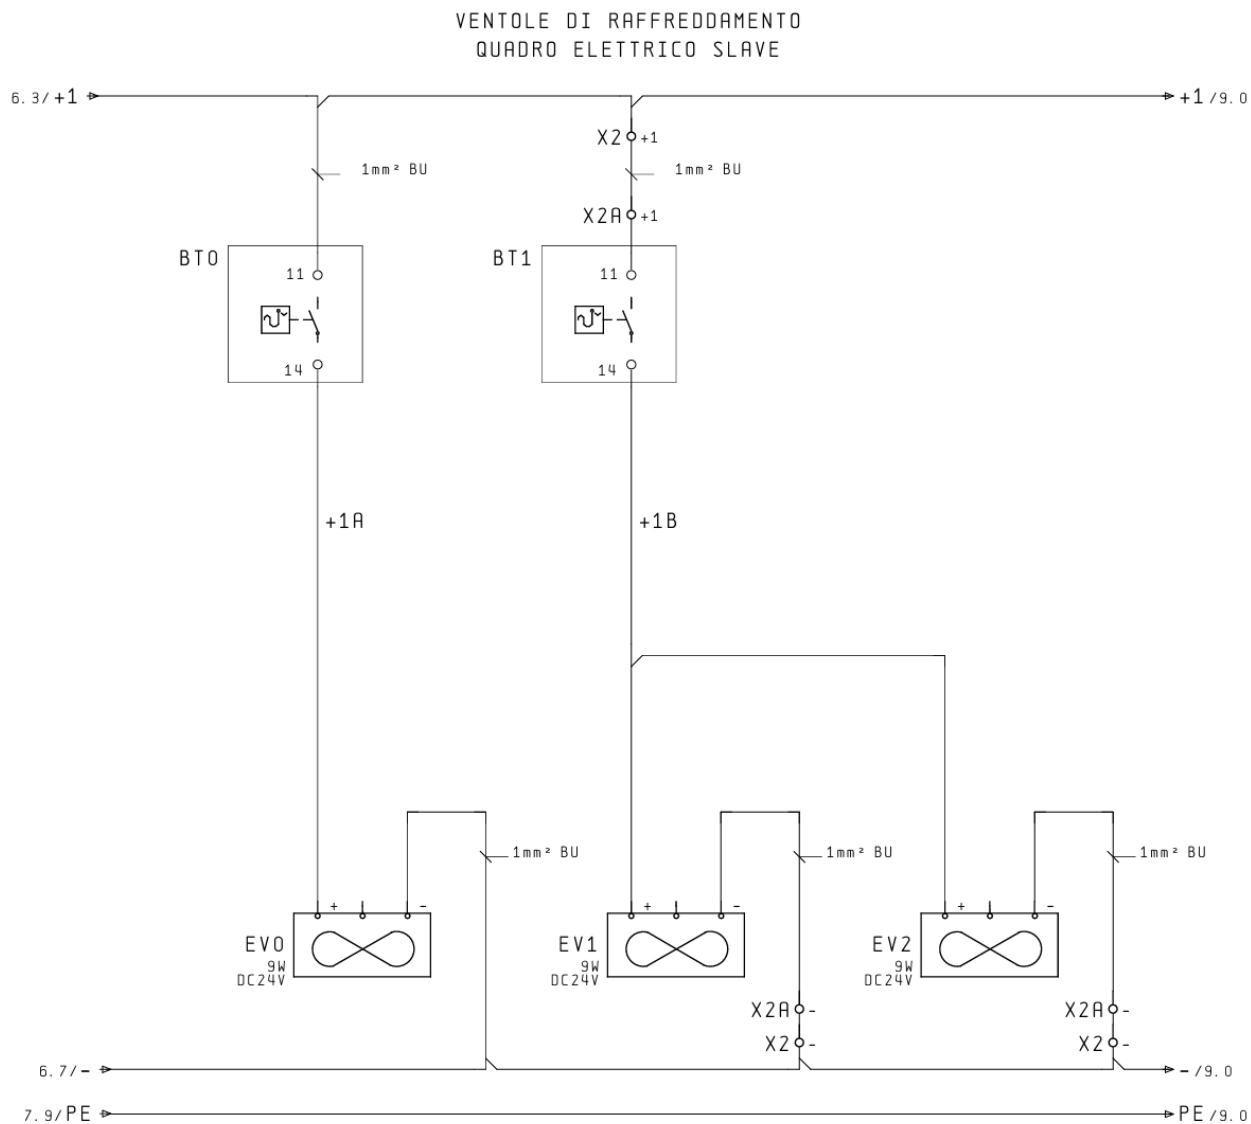 VENTOLE DI RAFFREDDAMENTO
QUADRO ELETTRICO SLAVE
6.3/+1
+1/9.0
X2 +1
1mm² BU
1mm² BU
X2A +1
BT0
11
14
BT1
11
14
+1A
+1B
1mm² BU
1mm² BU
1mm² BU
+ -
EV0
9W
DC24V
+ -
EV1
9W
DC24V
+ -
EV2
9W
DC24V
X2A -
X2A -
X2 -
X2 -
6.7/-
-/9.0
7.9/PE
PE/9.0